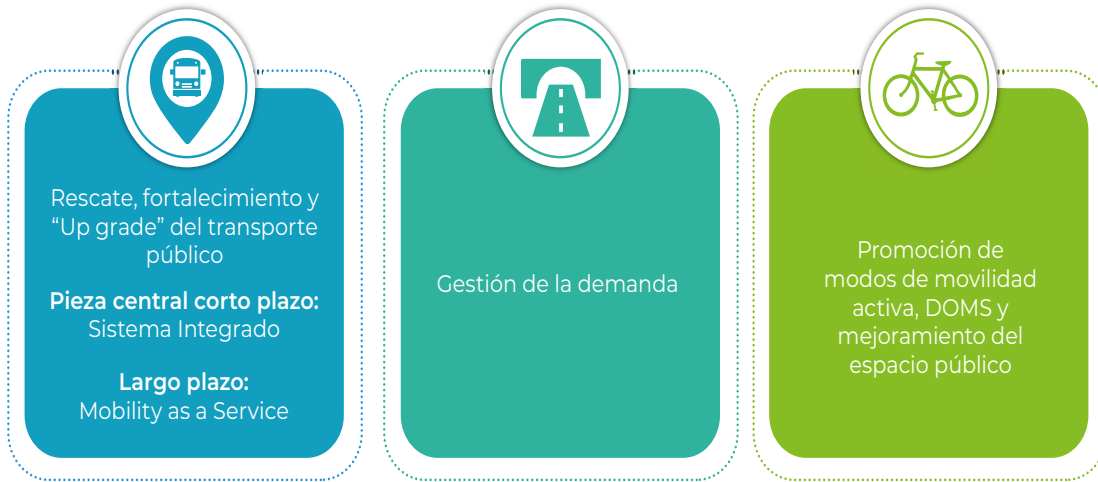 Rescate, fortalecimiento y
“Up grade” del transporte
público
Pieza central corto plazo:
Sistema Integrado
Largo plazo:
Mobility as a Service
Gestión de la demanda
Promoción de
modos de movilidad
activa, DOMS y
mejoramiento del
espacio público